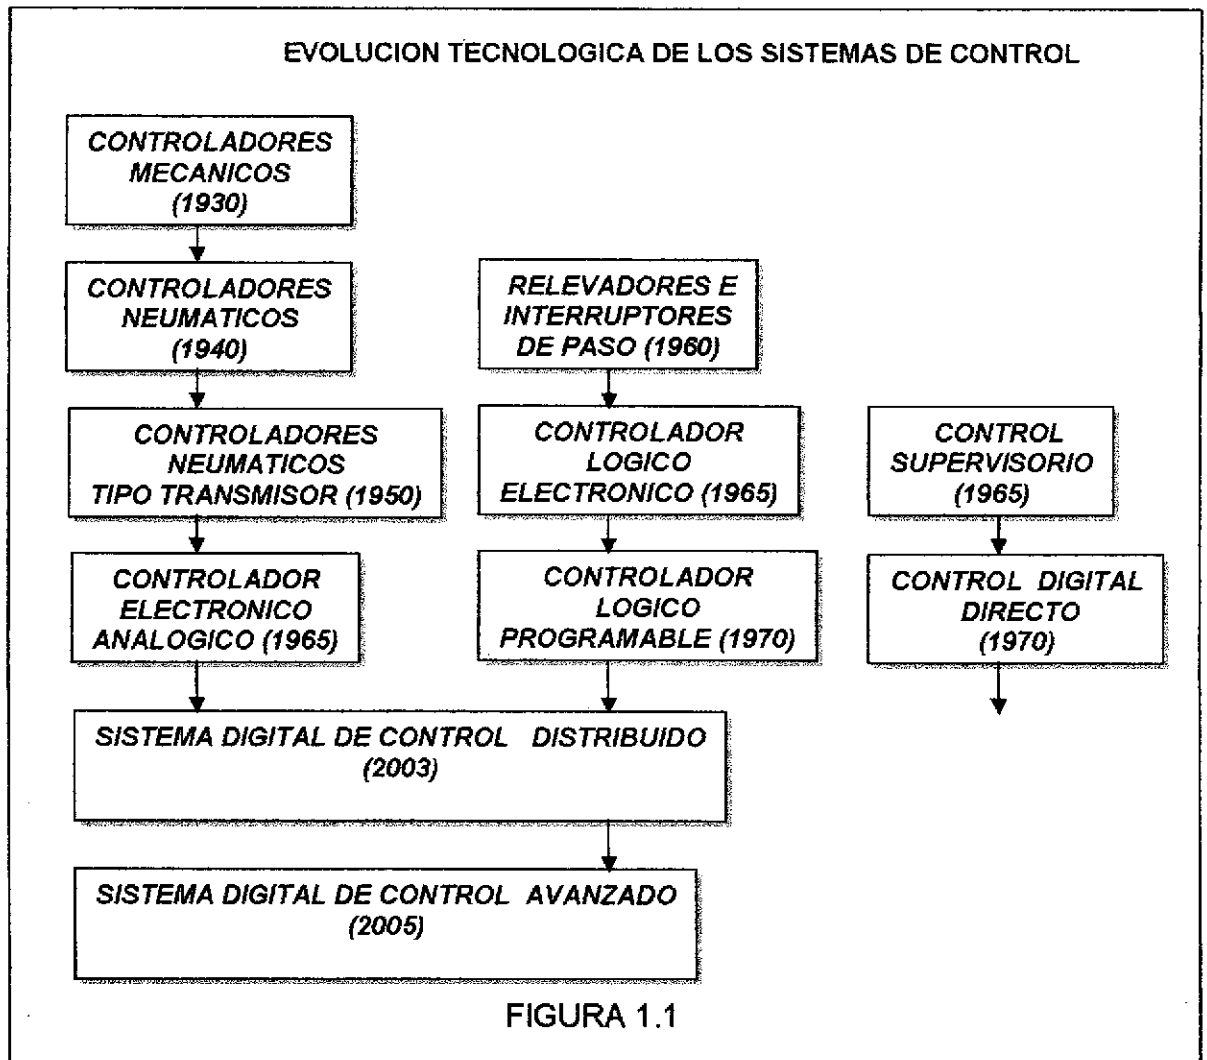 EVOLUCION TECNOLOGICA DE LOS SISTEMAS DE CONTROL
CONTROLADORES
MECANICOS
(1930)
CONTROLADORES
NEUMATICOS
(1940)
CONTROLADORES
NEUMATICOS
TIPO TRANSMISOR (1950)
CONTROLADOR
ELECTRONICO
ANALOGICO (1965)
RELEVADORES E
INTERRUPTORES
DE PASO (1960)
CONTROLADOR
LOGICO
ELECTRONICO (1965)
CONTROLADOR
LOGICO
PROGRAMABLE (1970)
CONTROL
SUPERVISORIO
(1965)
CONTROL DIGITAL
DIRECTO
(1970)
SISTEMA DIGITAL DE CONTROL DISTRIBUIDO
(2003)
SISTEMA DIGITAL DE CONTROL AVANZADO
(2005)
FIGURA 1.1